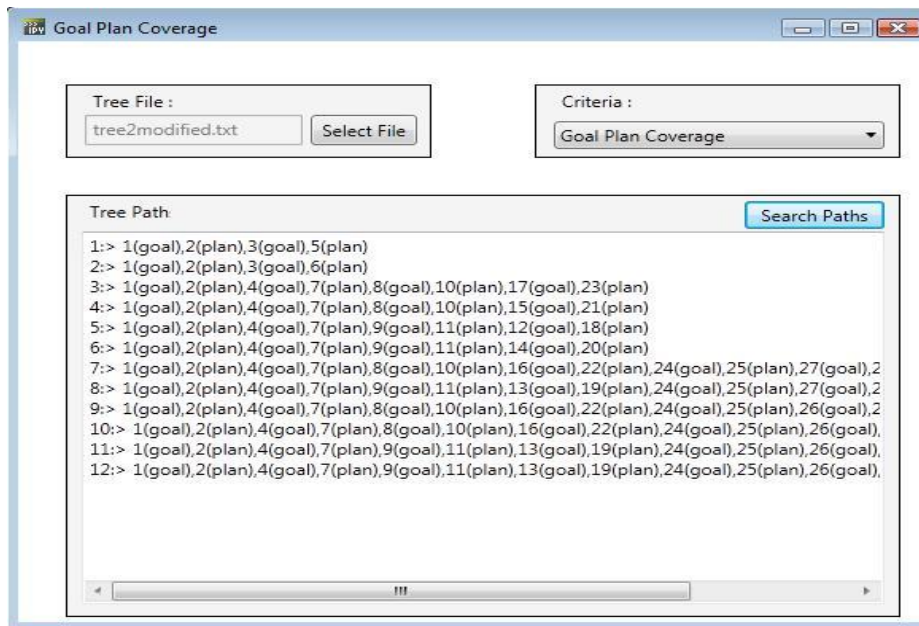 Goal Plan Coverage
Tree File :
tree2modified.txt
Select File
Criteria :
Goal Plan Coverage
Tree Path:
Search Paths
1:> 1(goal),2(plan),3(goal),5(plan)
2:> 1(goal),2(plan),3(goal),6(plan)
3:> 1(goal),2(plan),4(goal),7(plan),8(goal),10(plan),17(goal),23(plan)
4:> 1(goal),2(plan),4(goal),7(plan),8(goal),10(plan),15(goal),21(plan)
5:> 1(goal),2(plan),4(goal),7(plan),9(goal),11(plan),12(goal),18(plan)
6:> 1(goal),2(plan),4(goal),7(plan),9(goal),11(plan),14(goal),20(plan)
7:> 1(goal),2(plan),4(goal),7(plan),8(goal),10(plan),16(goal),22(plan),24(goal),25(plan),27(goal),2
8:> 1(goal),2(plan),4(goal),7(plan),9(goal),11(plan),13(goal),19(plan),24(goal),25(plan),27(goal),2
9:> 1(goal),2(plan),4(goal),7(plan),8(goal),10(plan),16(goal),22(plan),24(goal),25(plan),26(goal),2
10:> 1(goal),2(plan),4(goal),7(plan),8(goal),10(plan),16(goal),22(plan),24(goal),25(plan),26(goal),
11:> 1(goal),2(plan),4(goal),7(plan),9(goal),11(plan),13(goal),19(plan),24(goal),25(plan),26(goal),
12:> 1(goal),2(plan),4(goal),7(plan),9(goal),11(plan),13(goal),19(plan),24(goal),25(plan),26(goal),